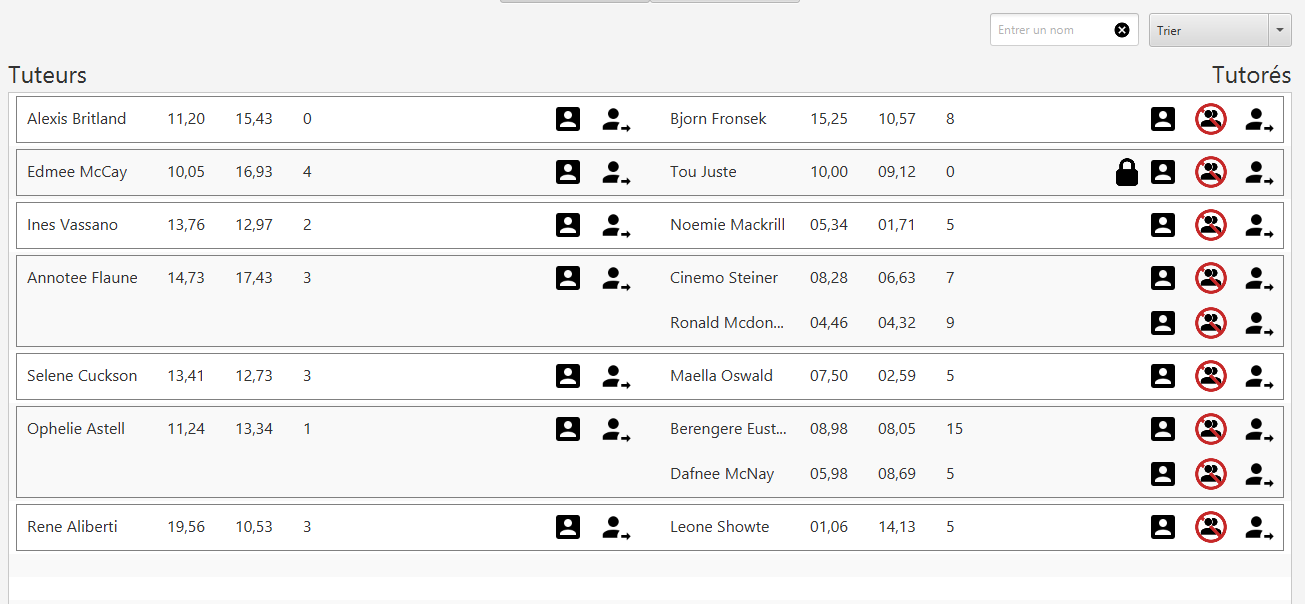 Entrer un nom Trier
Tuteurs Tutorés
Alexis Britland 11,20 15,43 0 Bjorn Fronsek 15,25 10,57 8
Edmee McCay 10,05 16,93 4 Tou Juste 10,00 09,12 0
Ines Vassano 13,76 12,97 2 Noemie Mackrill 05,34 01,71 5
Annotee Flaune 14,73 17,43 3 Cinemo Steiner 08,28 06,63 7
Ronald Mcdon... 04,46 04,32 9
Selene Cuckson 13,41 12,73 3 Maella Oswald 07,50 02,59 5
Ophelie Astell 11,24 13,34 1 Berengere Eust... 08,98 08,05 15
Dafnee McNay 05,98 08,69 5
Rene Aliberti 19,56 10,53 3 Leone Showte 01,06 14,13 5